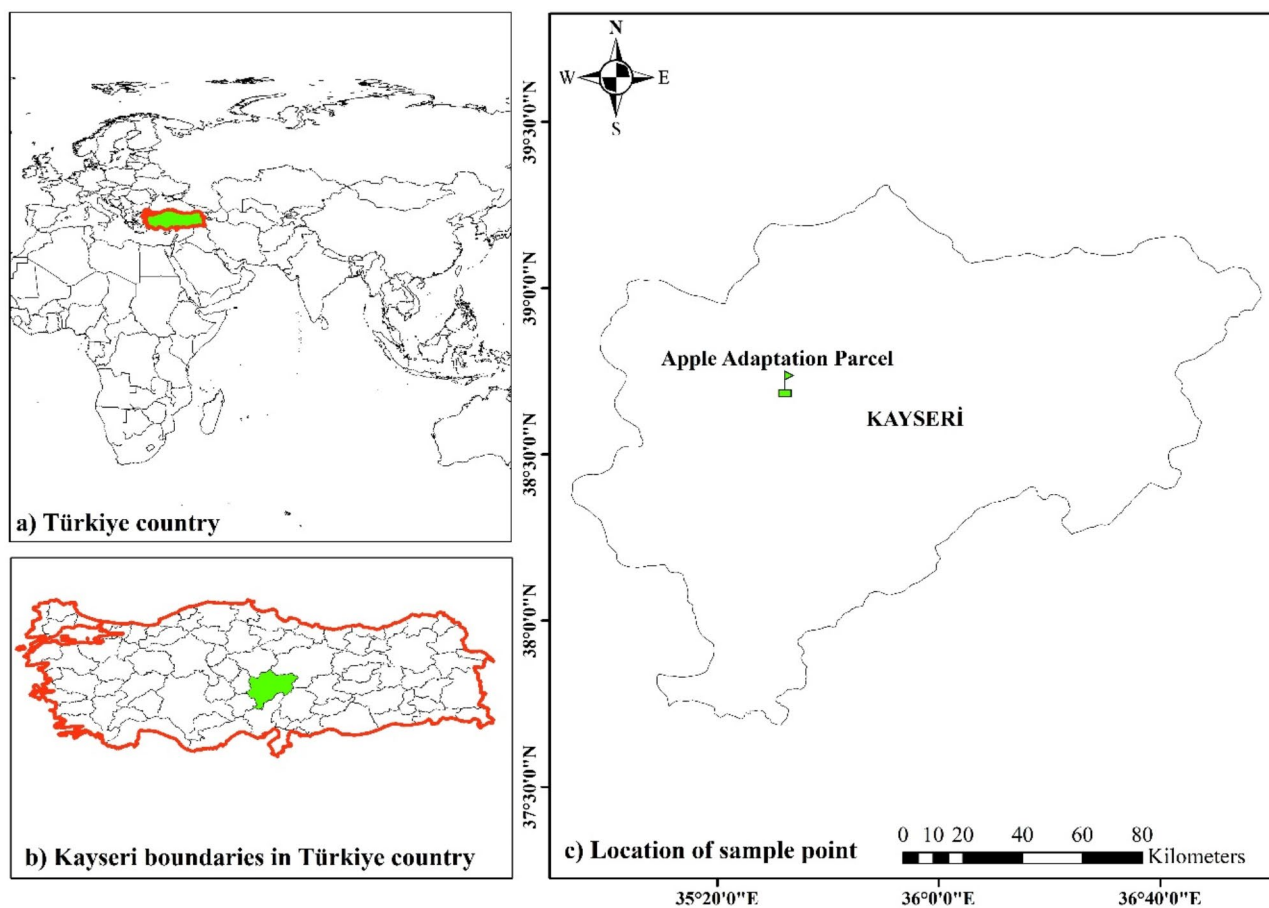 a) Türkiye country
b) Kayseri boundaries in Türkiye country
N
W E
S
39°30'0"N
39°0'0"N
38°30'0"N
38°0'0"N
37°30'0"N
Apple Adaptation Parcel
KAYSERİ
c) Location of sample point
0 10 20 40 60 80
Kilometers
35°20'0"E 36°0'0"E 36°40'0"E